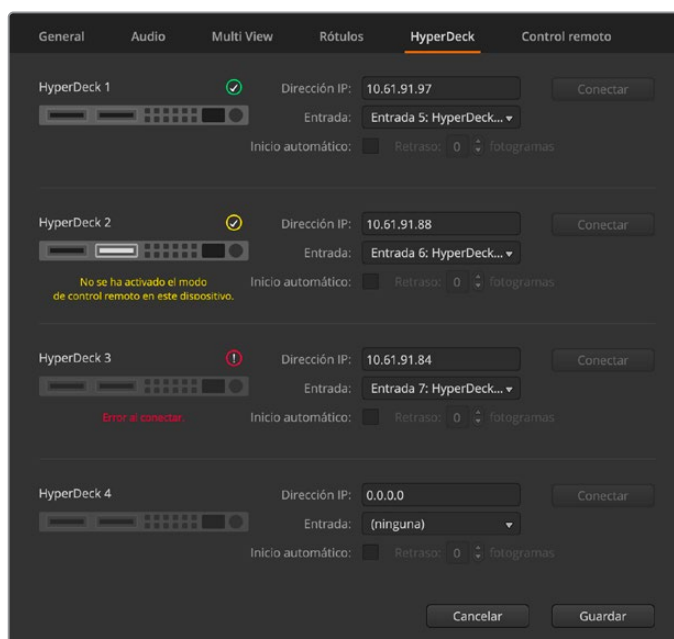 General Audio Multi View Rótulos HyperDeck Control remoto
HyperDeck 1 Dirección IP: 10.61.91.97 Conectar
Entrada: Entrada 5: HyperDeck...
Inicio automático: Retraso: 0 fotogramas
HyperDeck 2 Dirección IP: 10.61.91.88 Conectar
Entrada: Entrada 6: HyperDeck...
No se ha activado el modo
de control remoto en este dispositivo.
Inicio automático: Retraso: 0 fotogramas
HyperDeck 3 Dirección IP: 10.61.91.84 Conectar
Entrada: Entrada 7: HyperDeck...
Error al conectar. Inicio automático: Retraso: 0 fotogramas
HyperDeck 4 Dirección IP: 0.0.0.0 Conectar
Entrada: (ninguna)
Inicio automático: Retraso: 0 fotogramas
Cancelar Guardar